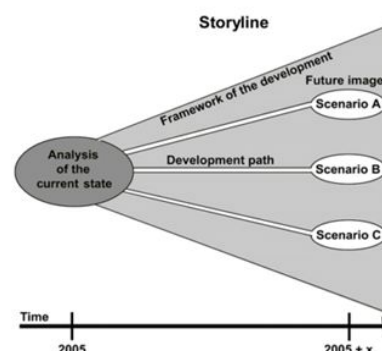 Storyline
Framework of the development
Future image
Scenario A
Analysis
of the
current state
Development path
Scenario B
Scenario C
Time
2005
2005 + x